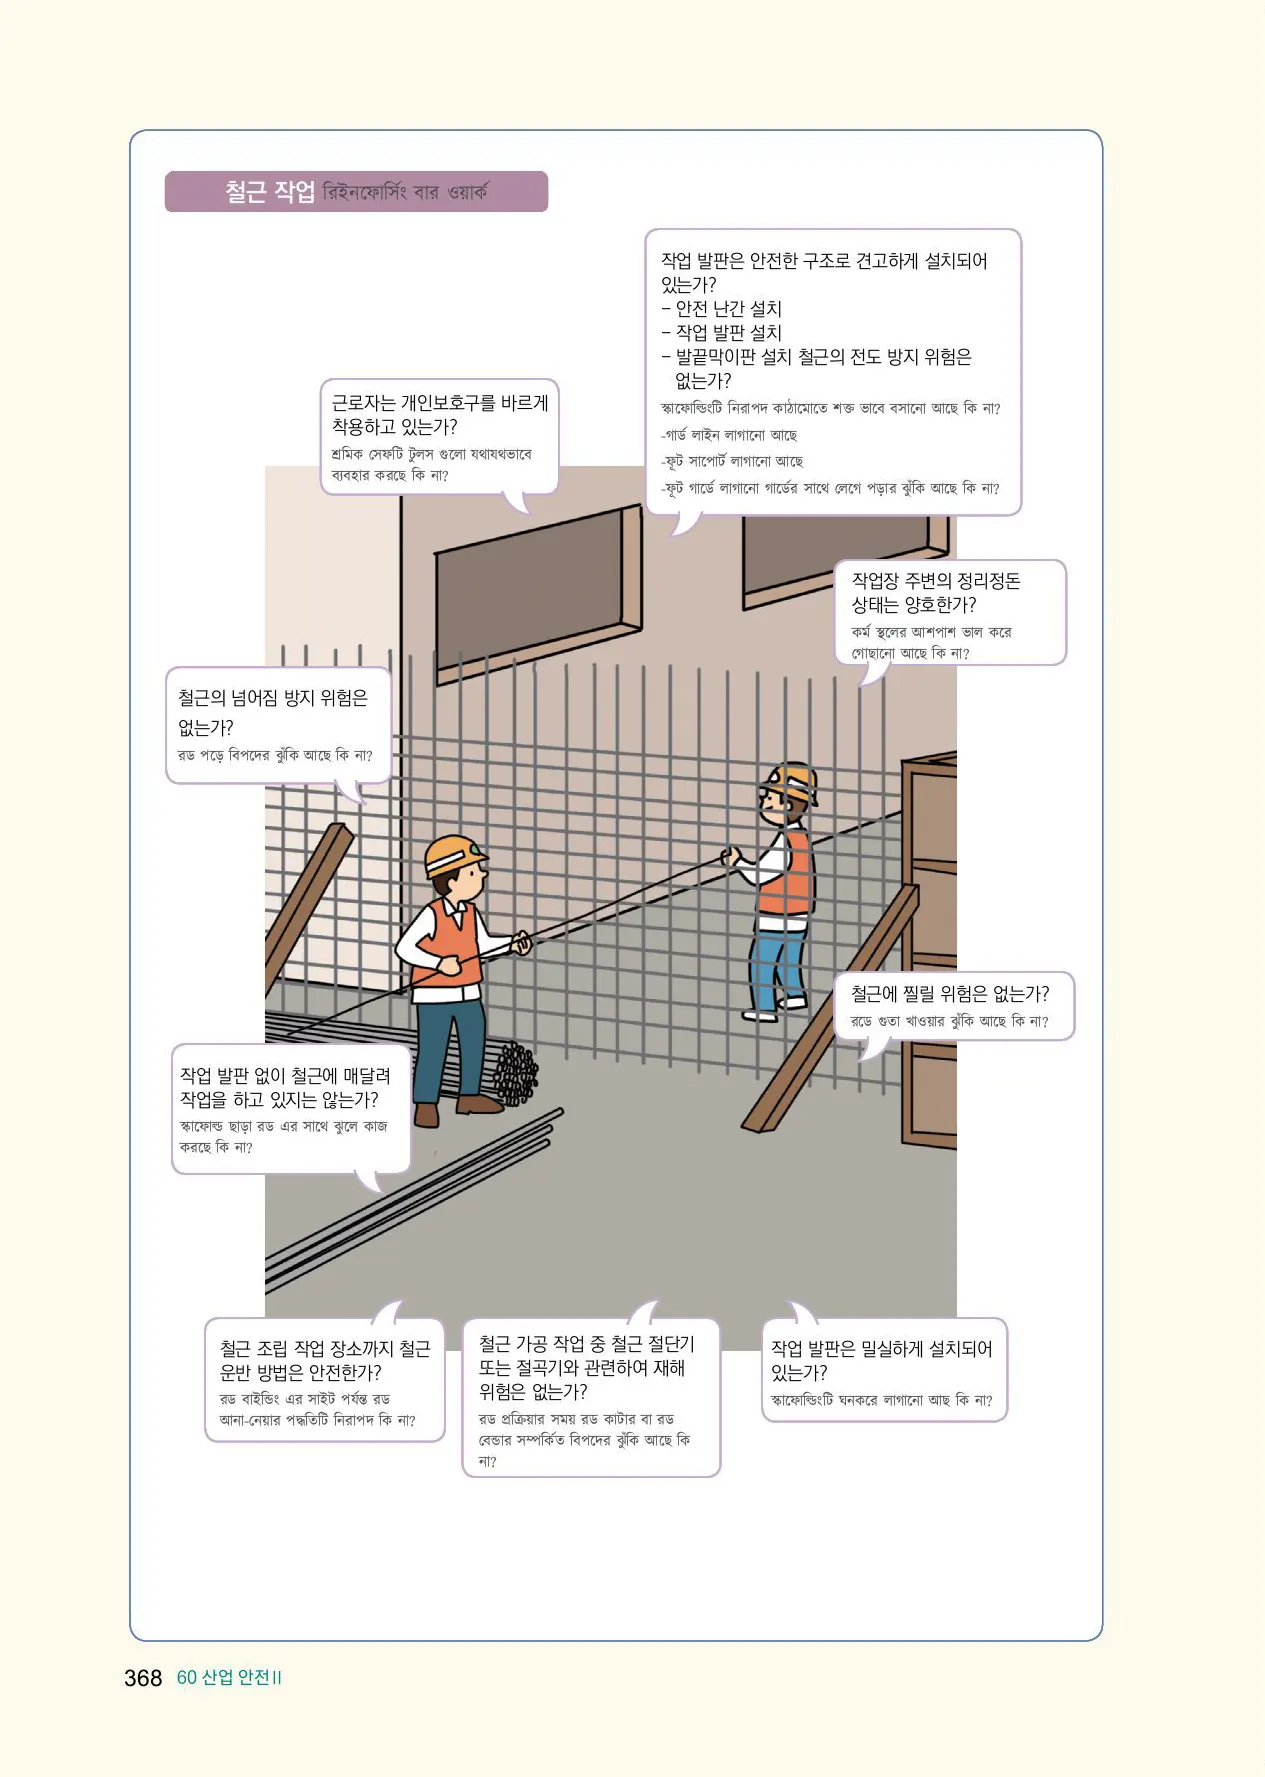 철근 작업 রিইনফোর্সিং বার ওয়ার্ক
작업 발판은 안전한 구조로 견고하게 설치되어
있는가?
– 안전 난간 설치
– 작업 발판 설치
– 발끝막이판 설치 철근의 전도 방지 위험은
없는가?
স্কাফোল্ডিংটি নিরাপদ কাঠামোতে শক্ত ভাবে বসানো আছে কি না?
-গার্ড লাইন লাগানো আছে
-ফূট সাপোর্ট লাগানো আছে
-ফূট গার্ডে লাগানো গার্ডের সাথে লেগে পড়ার ঝুঁকি আছে কি না?
근로자는 개인보호구를 바르게
착용하고 있는가?
শ্রমিক সেফটি টুলস গুলো যথাযথভাবে
ব্যবহার করছে কি না?
작업장 주변의 정리정돈
상태는 양호한가?
কর্ম স্থলের আশপাশ ভাল করে
গোছানো আছে কি না?
철근의 넘어짐 방지 위험은
없는가?
রড পড়ে বিপদের ঝুঁকি আছে কি না?
철근에 찔릴 위험은 없는가?
রডে গুতা খাওয়ার ঝুঁকি আছে কি না?
작업 발판 없이 철근에 매달려
작업을 하고 있지는 않는가?
স্কাফোল্ড ছাড়া রড এর সাথে ঝুলে কাজ
করছে কি না?
철근 조립 작업 장소까지 철근
운반 방법은 안전한가?
রড বাইন্ডিং এর সাইট পর্যন্ত রড
আনা-নেয়ার পদ্ধতিটি নিরাপদ কি না?
철근 가공 작업 중 철근 절단기
또는 절곡기와 관련하여 재해
위험은 없는가?
রড প্রক্রিয়ার সময় রড কাটার বা রড
বেন্ডার সম্পর্কিত বিপদের ঝুঁকি আছে কি
না?
작업 발판은 밀실하게 설치되어
있는가?
স্কাফোল্ডিংটি ঘনকরে লাগানো আছ কি না?
368 60 산업 안전Ⅱ